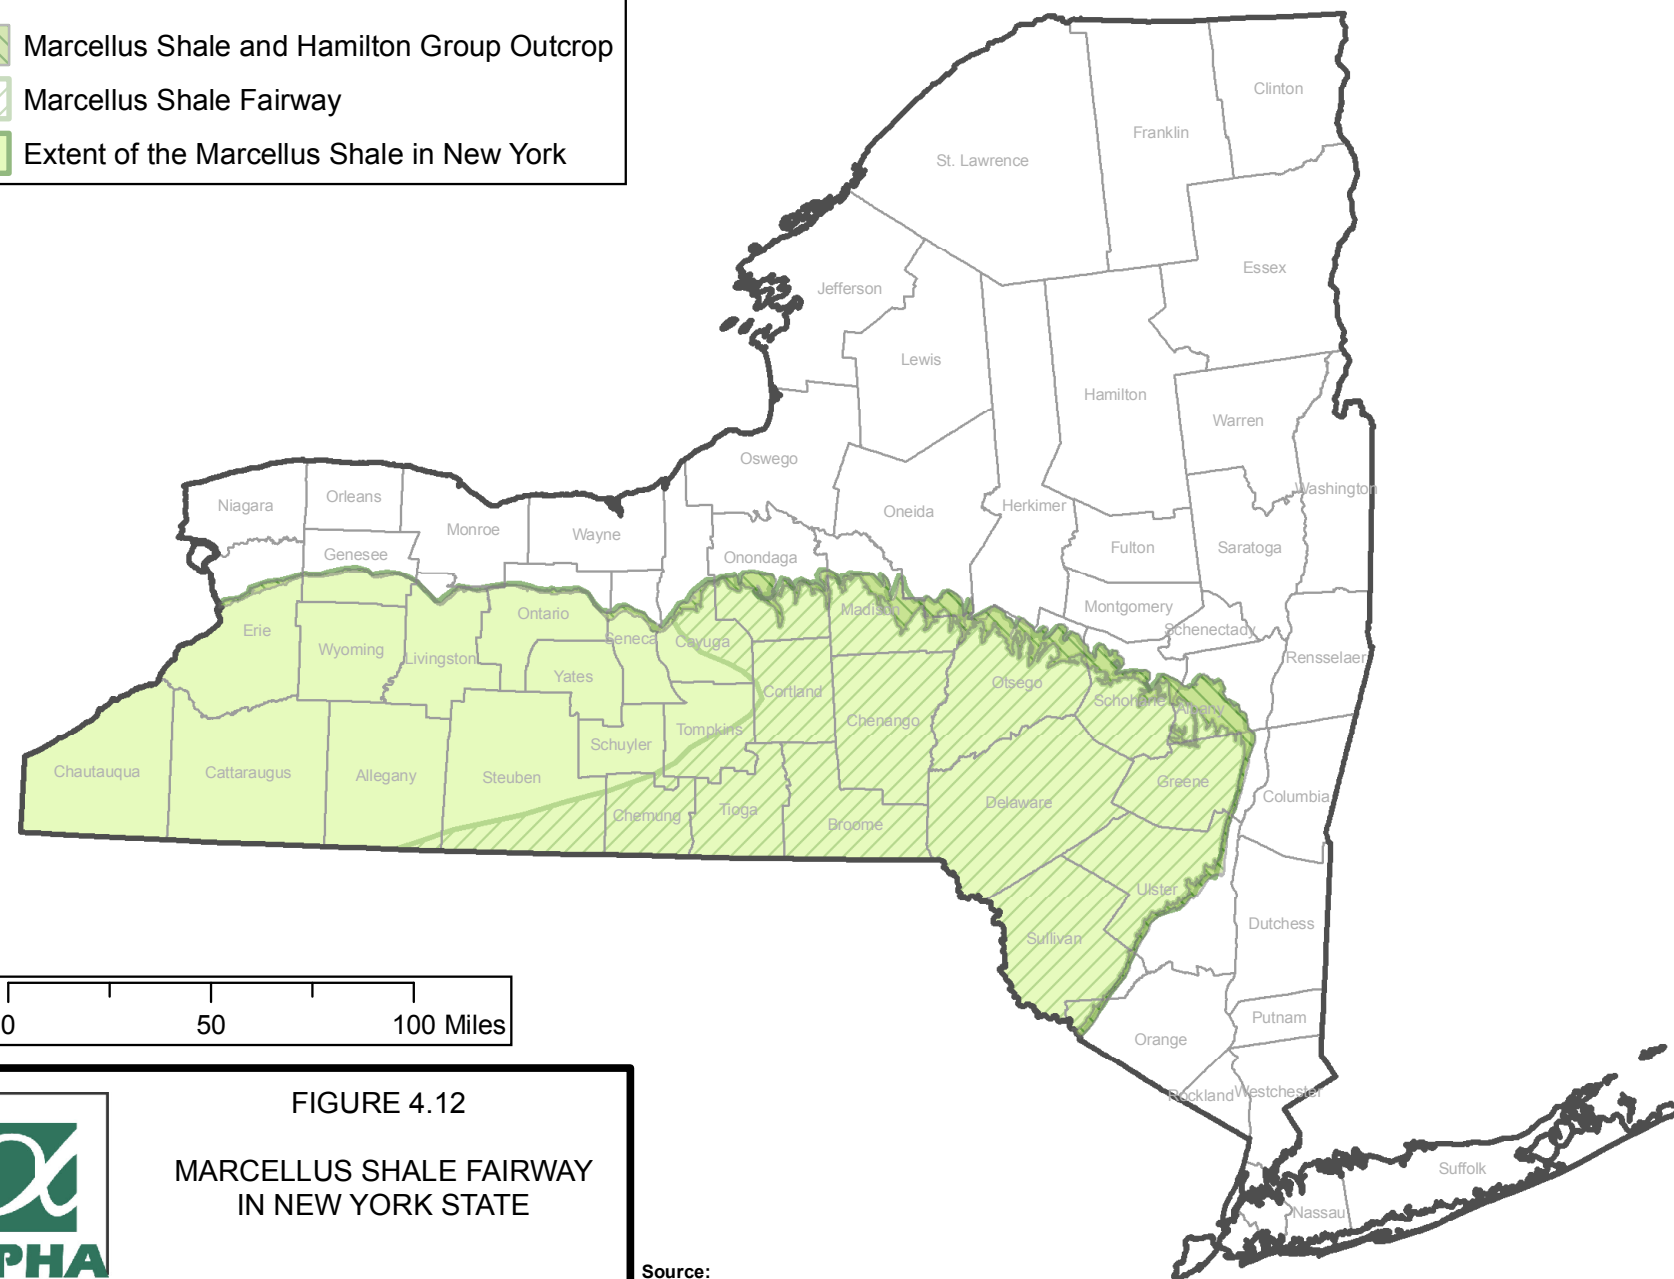 Marcellus Shale and Hamilton Group Outcrop
Marcellus Shale Fairway
Extent of the Marcellus Shale in New York
Clinton
Franklin
St. Lawrence
Essex
Jefferson
Lewis
Hamilton
Warren
Oswego
Washington
Niagara
Orleans
Monroe
Wayne
Oneida
Herkimer
Genesee
Onondaga
Fulton
Saratoga
Montgomery
Madison
Ontario
Erie
Seneca
Cayuga
Schenectady
Wyoming
Livingston
Rensselaer
Yates
Otsego
Cortland
Schoharie
Albany
Chenango
Tompkins
Schuyler
Chautauqua
Cattaraugus
Allegany
Steuben
Greene
Columbia
Delaware
Chemung
Tioga
Broome
Ulster
Dutchess
Sullivan
Putnam
Orange
Rockland
Westchester
Suffolk
Nassau
0 50 100 Miles
FIGURE 4.12
MARCELLUS SHALE FAIRWAY
IN NEW YORK STATE
PHA
Source: